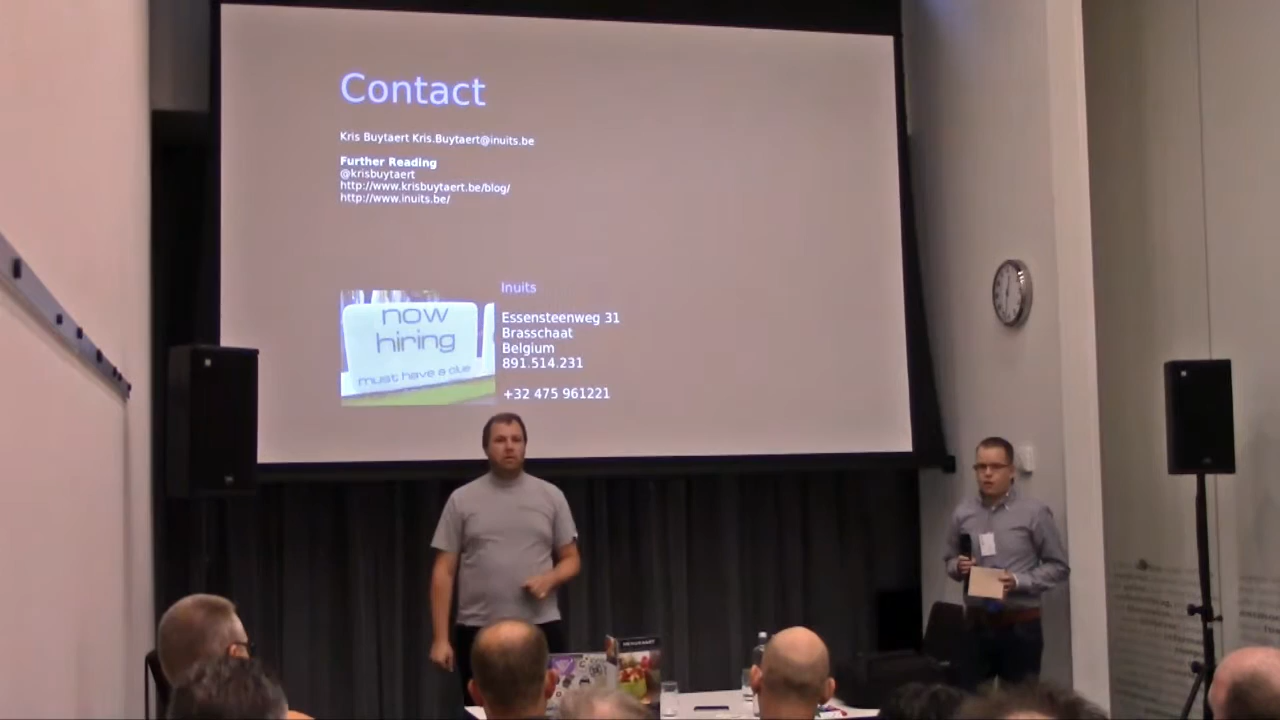 Contact
Kris Buytaert Kris.Buytaert@inuits.be
Further Reading
@krisbuytaert
http://www.krisbuytaert.be/blog/
http://www.inuits.be/
Inuits
Essensteenweg 31
Brasschaat
Belgium
891.514.231
+32 475 961221
now
hiring
must have a clue